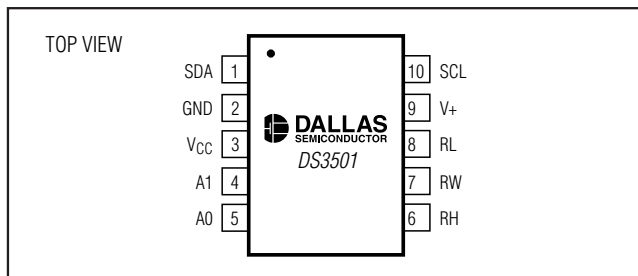 TOP VIEW
SDA 1
10 SCL
GND 2
9 V+
DALLAS
SEMICONDUCTOR
VCC 3
8 RL
DS3501
A1 4
7 RW
A0 5
6 RH